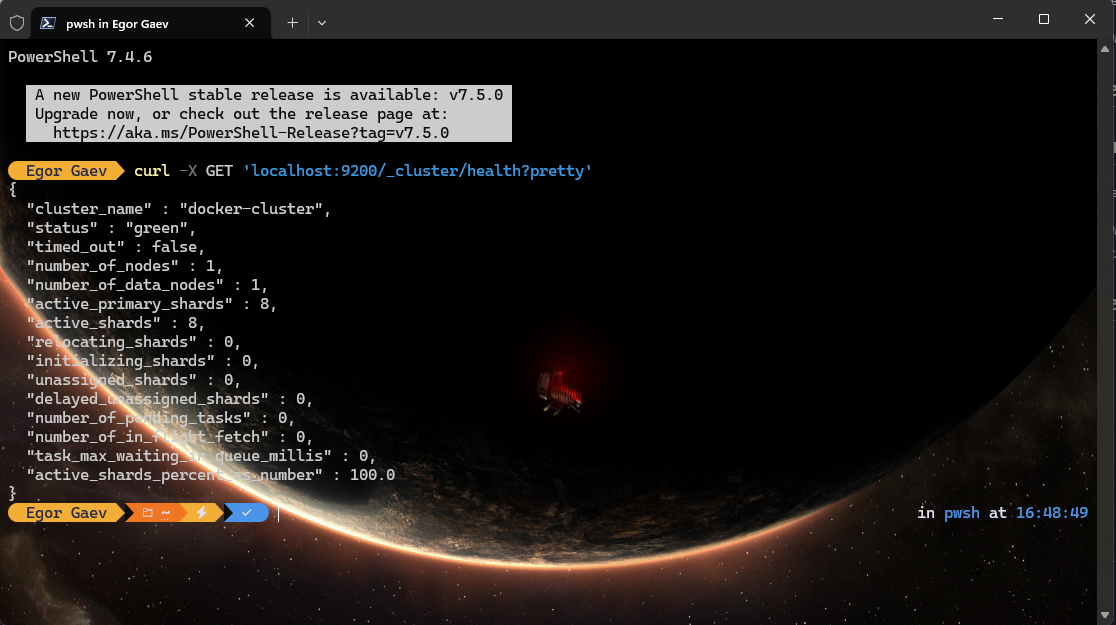 pwsh in Egor Gaev
PowerShell 7.4.6
A new PowerShell stable release is available: v7.5.0
Upgrade now, or check out the release page at:
https://aka.ms/PowerShell-Release?tag=v7.5.0
Egor Gaev curl -X GET 'localhost:9200/_cluster/health?pretty'
{
"cluster_name" : "docker-cluster",
"status" : "green",
"timed_out" : false,
"number_of_nodes" : 1,
"number_of_data_nodes" : 1,
"active_primary_shards" : 8,
"active_shards" : 8,
"relocating_shards" : 0,
"initializing_shards" : 0,
"unassigned_shards" : 0,
"delayed_unassigned_shards" : 0,
"number_of_pending_tasks" : 0,
"number_of_in_flight_fetch" : 0,
"task_max_waiting_in_queue_millis" : 0,
"active_shards_percent_as_number" : 100.0
}
Egor Gaev ~ in pwsh at 16:48:49